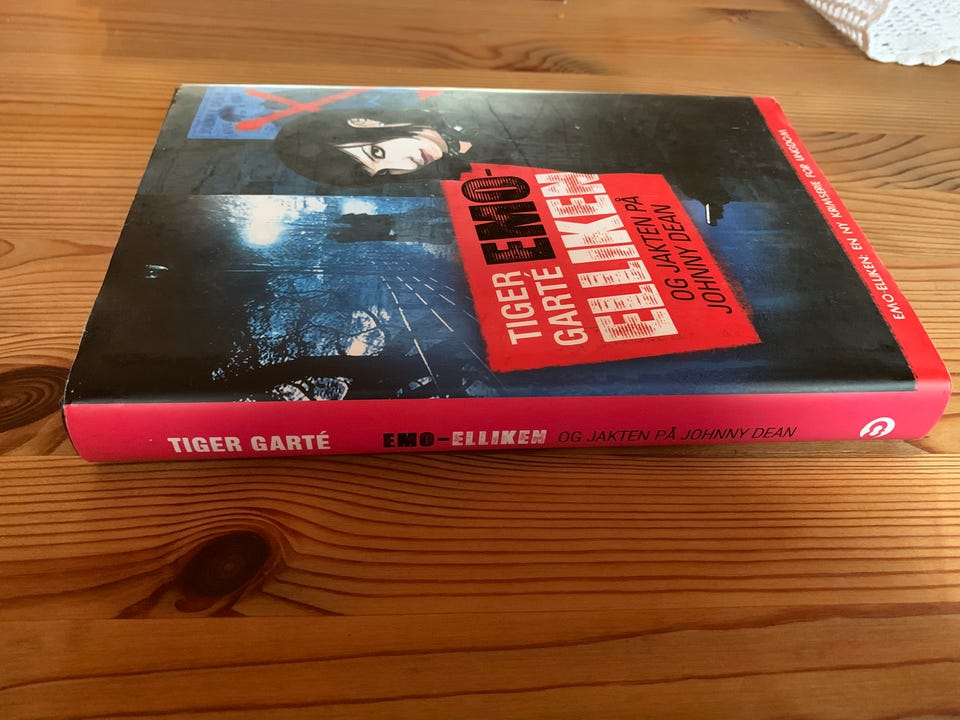 TIGER
GARTÉ
EMO-
ELLIKEN
OG JAKTEN PÅ
JOHNNY DEAN
EMO-ELLIKEN: EN NY KRIMSERIE FOR UNGDOM
TIGER GARTÉ EMO-ELLIKEN OG JAKTEN PÅ JOHNNY DEAN